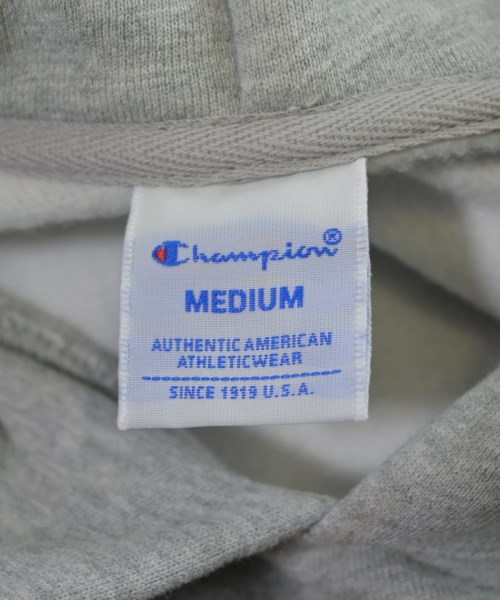 Champion®
MEDIUM
AUTHENTIC AMERICAN
ATHLETICWEAR
SINCE 1919 U.S.A.